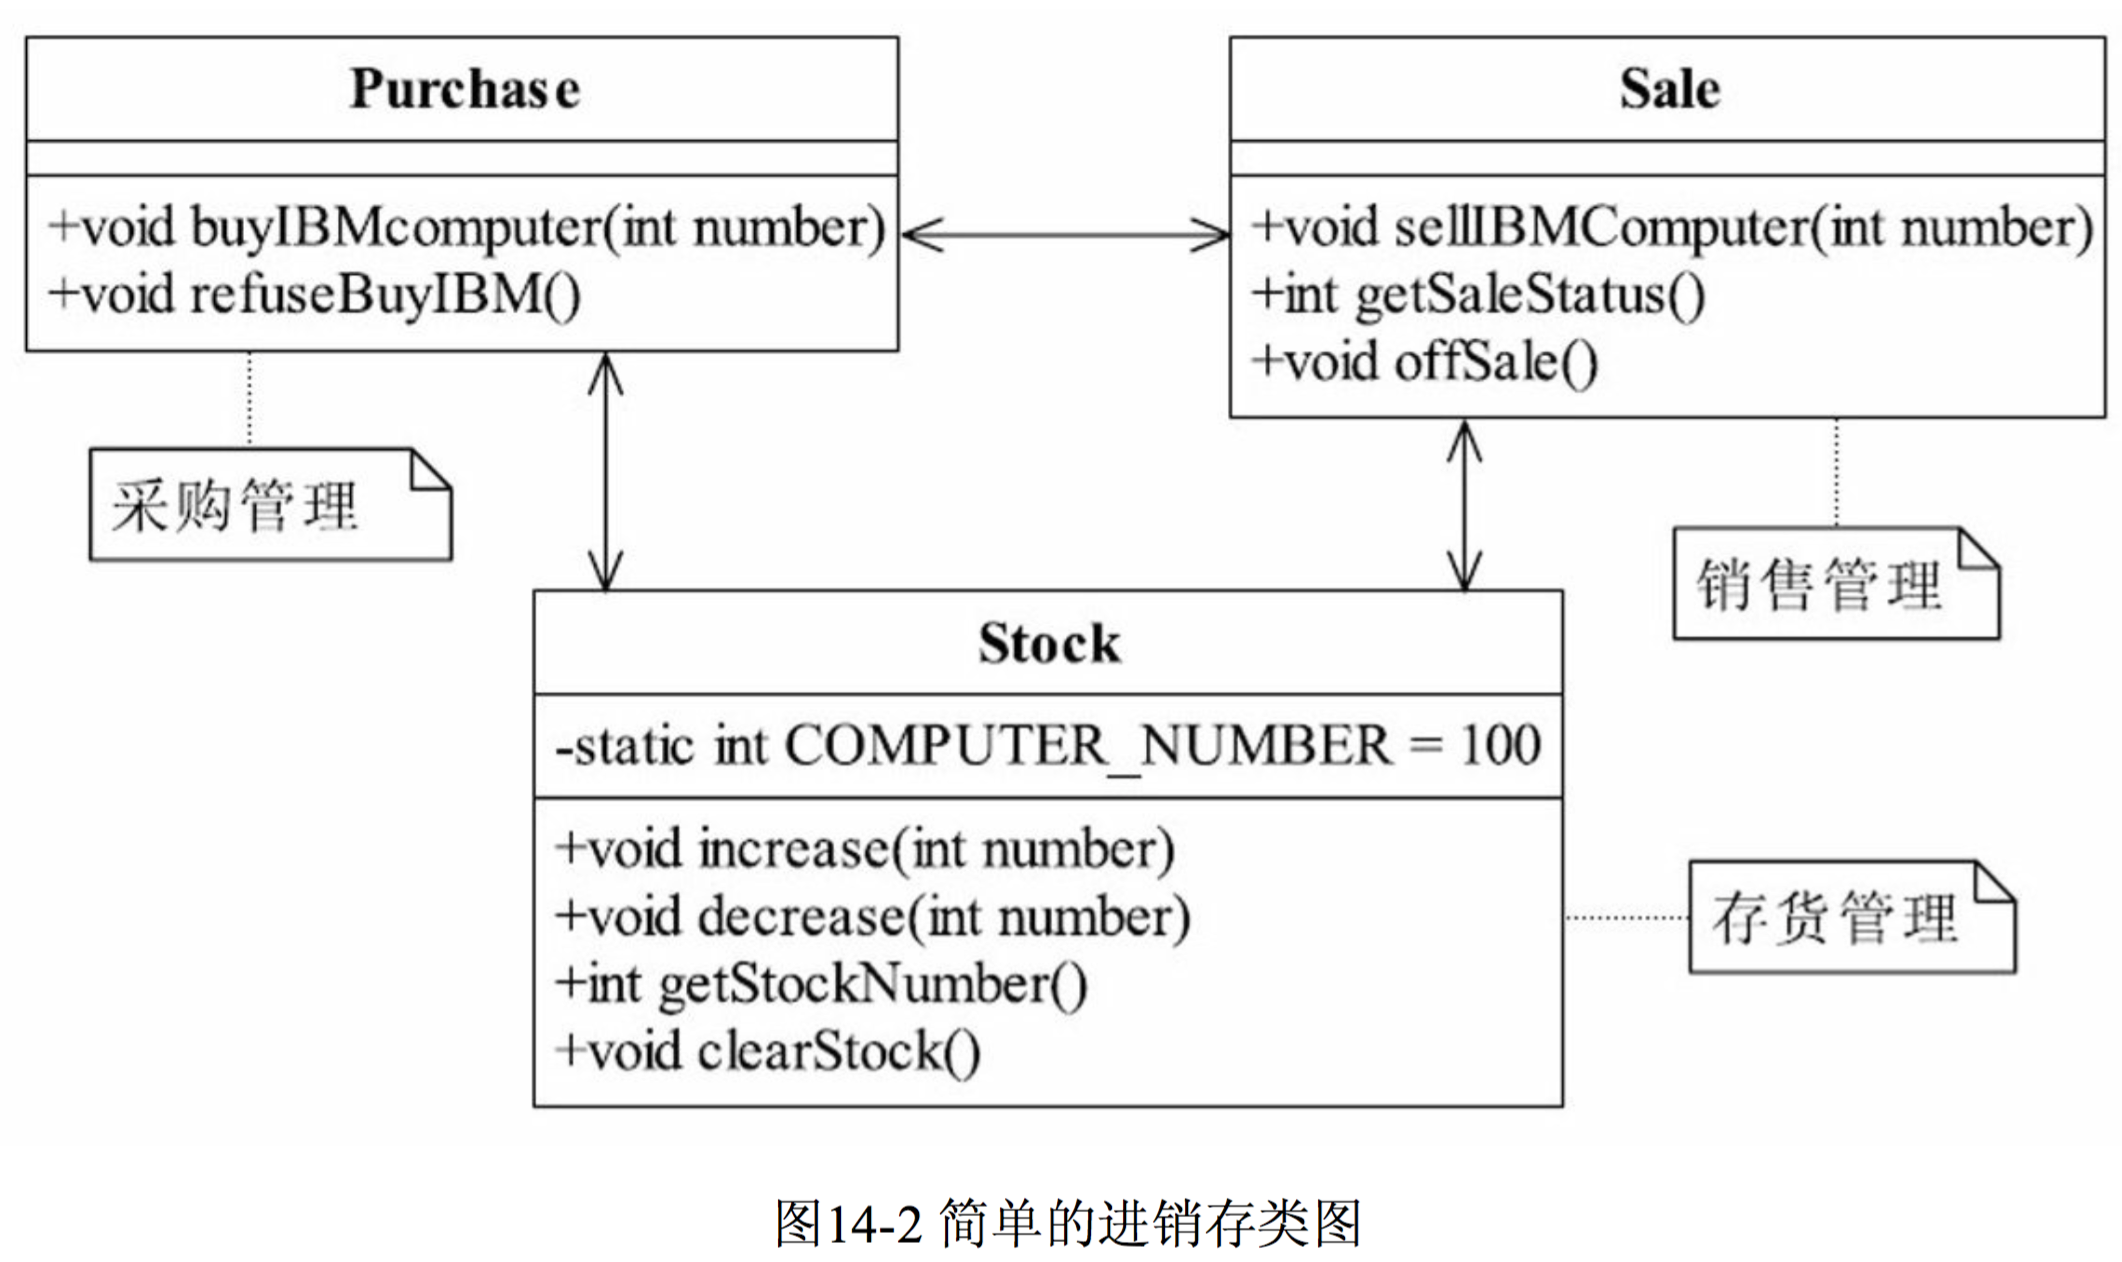 Purchase
+void buyIBMcomputer(int number)
+void refuseBuyIBM()
采购管理
Sale
+void sellIBMComputer(int number)
+int getSaleStatus()
+void offSale()
销售管理
Stock
-static int COMPUTER_NUMBER = 100
+void increase(int number)
+void decrease(int number)
+int getStockNumber()
+void clearStock()
存货管理
图14-2 简单的进销存类图